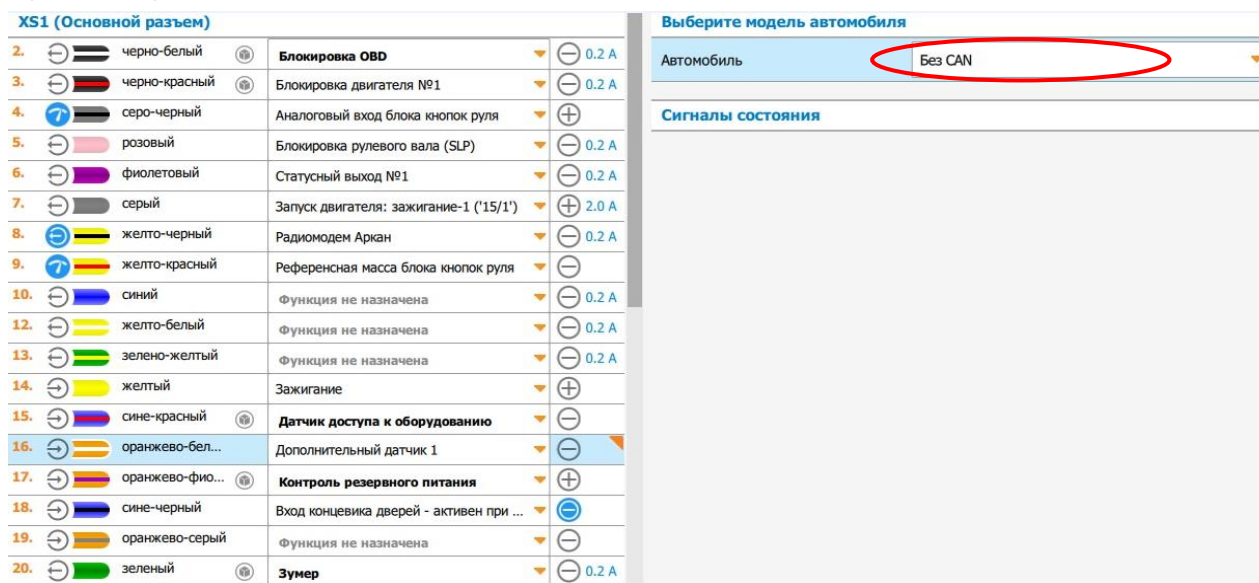 XS1 (Основной разъем)
2. черно-белый Блокировка OBD 0.2 A
3. черно-красный Блокировка двигателя №1 0.2 A
4. серо-черный Аналоговый вход блока кнопок руля
5. розовый Блокировка рулевого вала (SLP) 0.2 A
6. фиолетовый Статусный выход №1 0.2 A
7. серый Запуск двигателя: зажигание-1 ('15/1') 2.0 A
8. желто-черный Радиомодем Аркан 0.2 A
9. желто-красный Референсная масса блока кнопок руля
10. синий Функция не назначена 0.2 A
12. желто-белый Функция не назначена 0.2 A
13. зелено-желтый Функция не назначена 0.2 A
14. желтый Зажигание
15. сине-красный Датчик доступа к оборудованию
16. оранжево-бел... Дополнительный датчик 1
17. оранжево-фио... Контроль резервного питания
18. сине-черный Вход концевика дверей - активен при ...
19. оранжево-серый Функция не назначена
20. зеленый Зумер 0.2 A
Выберите модель автомобиля
Автомобиль Без CAN
Сигналы состояния